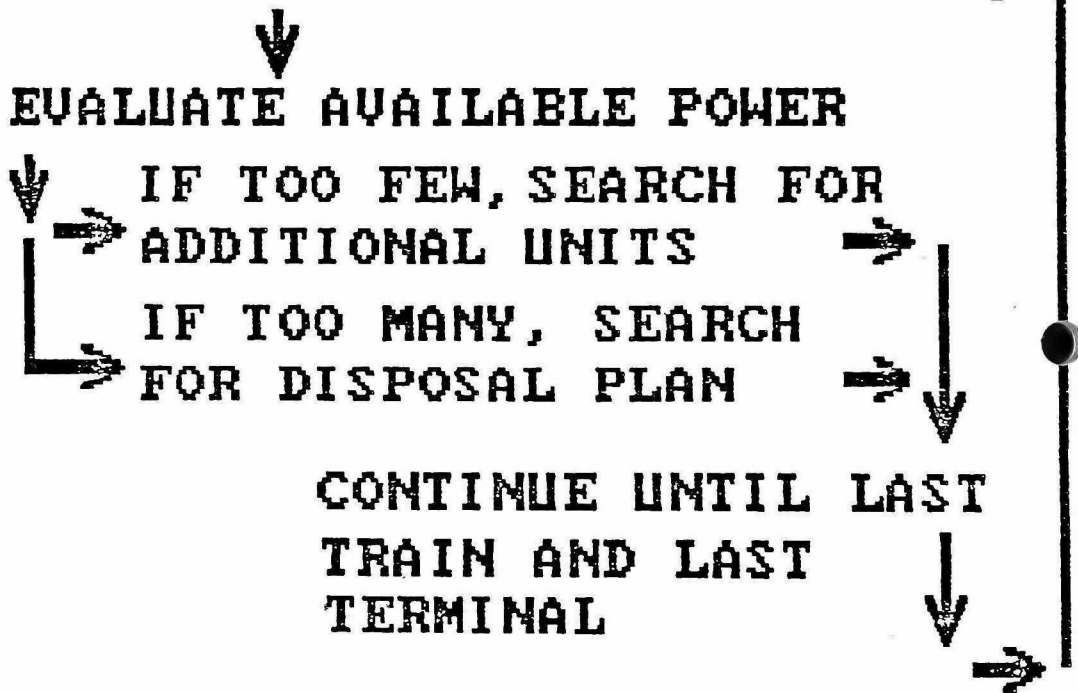 EVALUATE AVAILABLE POWER
IF TOO FEW, SEARCH FOR
ADDITIONAL UNITS
IF TOO MANY, SEARCH
FOR DISPOSAL PLAN
CONTINUE UNTIL LAST
TRAIN AND LAST
TERMINAL